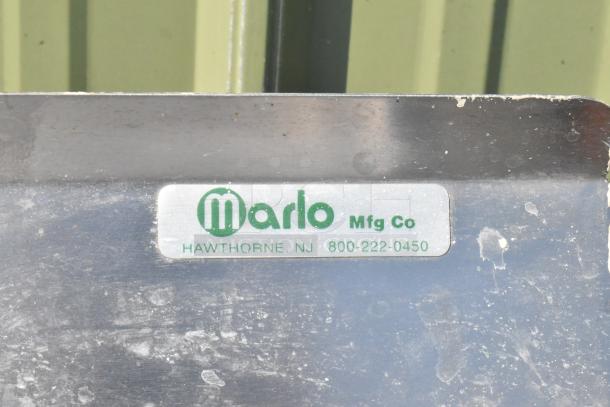 Marlo Mfg Co
HAWTHORNE, NJ 800-222-0450